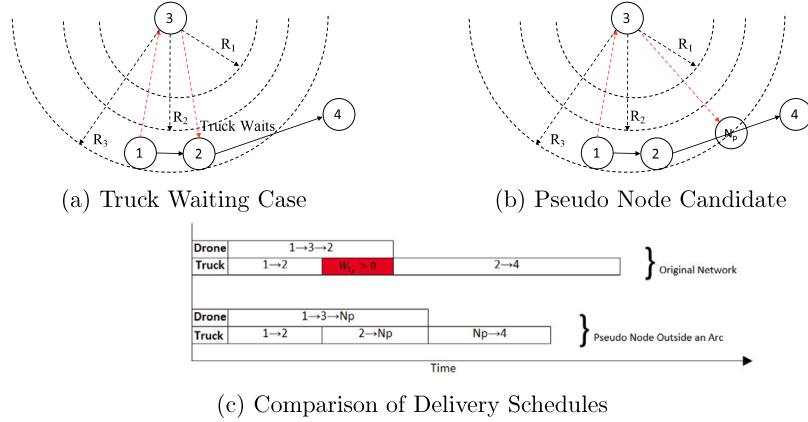 3
R1
R2
Truck Waits
R3
1
2
4
(a) Truck Waiting Case
3
R1
R2
R3
1
2
Np
4
(b) Pseudo Node Candidate
Drone 1→3→2
Truck 1→2 Wt2 > 0 2→4
Original Network
Drone 1→3→Np
Truck 1→2 2→Np Np→4
Pseudo Node Outside an Arc
Time
(c) Comparison of Delivery Schedules